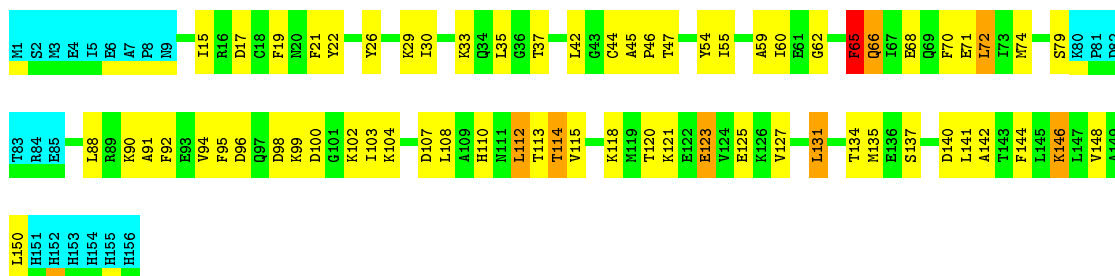 M1 S2 M3 E4 I5 E6 A7 P8 N9 I15 R16 D17 C18 F19 N20 F21 Y22 Y26 K29 I30 K33 Q34 L35 G36 T37 L42 G43 C44 A45 P46 T47 Y54 I55 A59 I60 E61 G62 F65 Q66 I67 E68 Q69 F70 E71 L72 I73 M74 S79 K80 P81
T83 R84 E85 L88 R89 K90 A91 F92 E93 V94 F95 D96 Q97 D98 K99 D100 G101 K102 I103 K104 D107 L108 A109 H110 N111 L112 T113 T114 V115 K118 M119 T120 K121 E122 E123 V124 E125 K126 V127 L131 T134 M135 E136 S137 D140 L141 A142 T143 F144 L145 K146 L147 V148 A149
L150 H151 H152 H153 H154 H155 H156